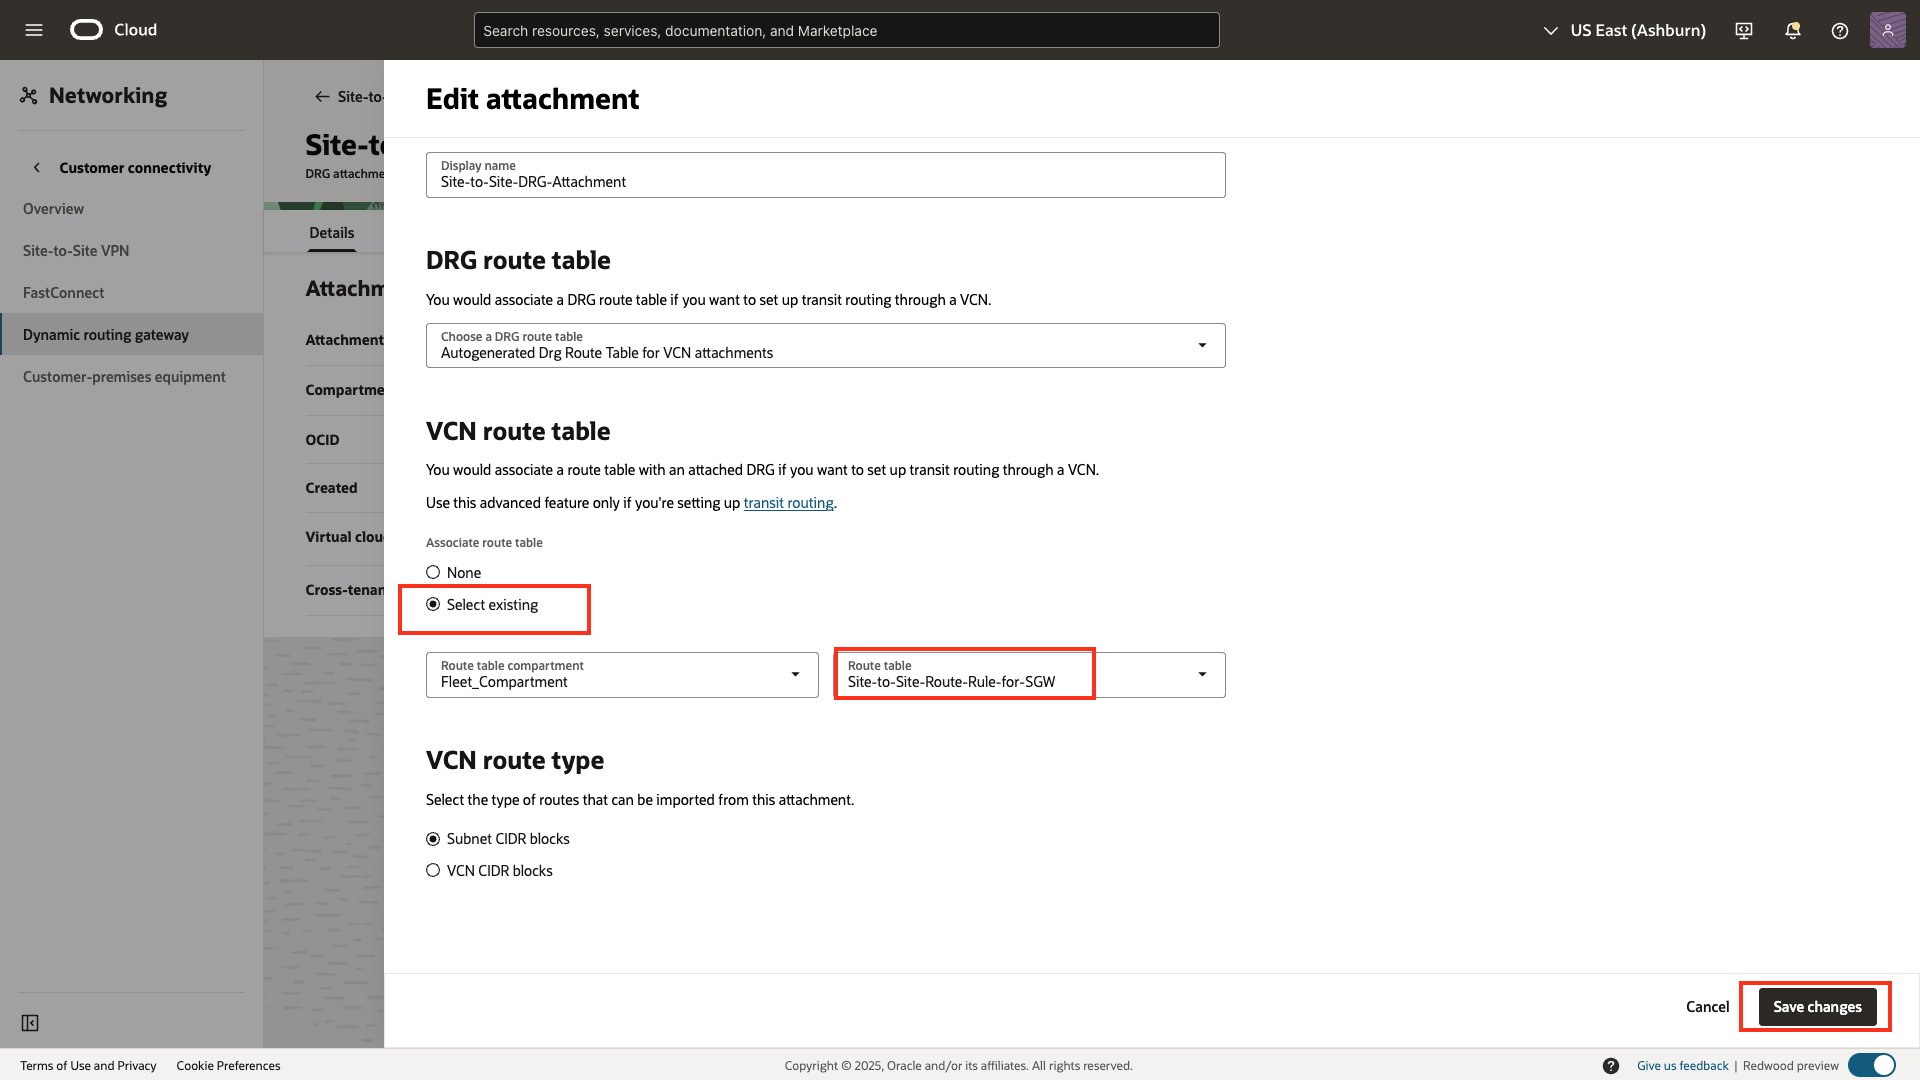 Cloud
Search resources, services, documentation, and Marketplace
US East (Ashburn)
Networking
Customer connectivity
Overview
Site-to-Site VPN
FastConnect
Dynamic routing gateway
Customer-premises equipment
Site-to-
Site-to
DRG attachme
Details
Attachm
Attachment
Compartme
OCID
Created
Virtual clou
Cross-tenan
Edit attachment
Display name
Site-to-Site-DRG-Attachment
DRG route table
You would associate a DRG route table if you want to set up transit routing through a VCN.
Choose a DRG route table
Autogenerated Drg Route Table for VCN attachments
VCN route table
You would associate a route table with an attached DRG if you want to set up transit routing through a VCN.
Use this advanced feature only if you're setting up transit routing.
Associate route table
None
Select existing
Route table compartment
Fleet_Compartment
Route table
Site-to-Site-Route-Rule-for-SGW
VCN route type
Select the type of routes that can be imported from this attachment.
Subnet CIDR blocks
VCN CIDR blocks
Cancel
Save changes
Terms of Use and Privacy
Cookie Preferences
Copyright © 2025, Oracle and/or its affiliates. All rights reserved.
Give us feedback | Redwood preview